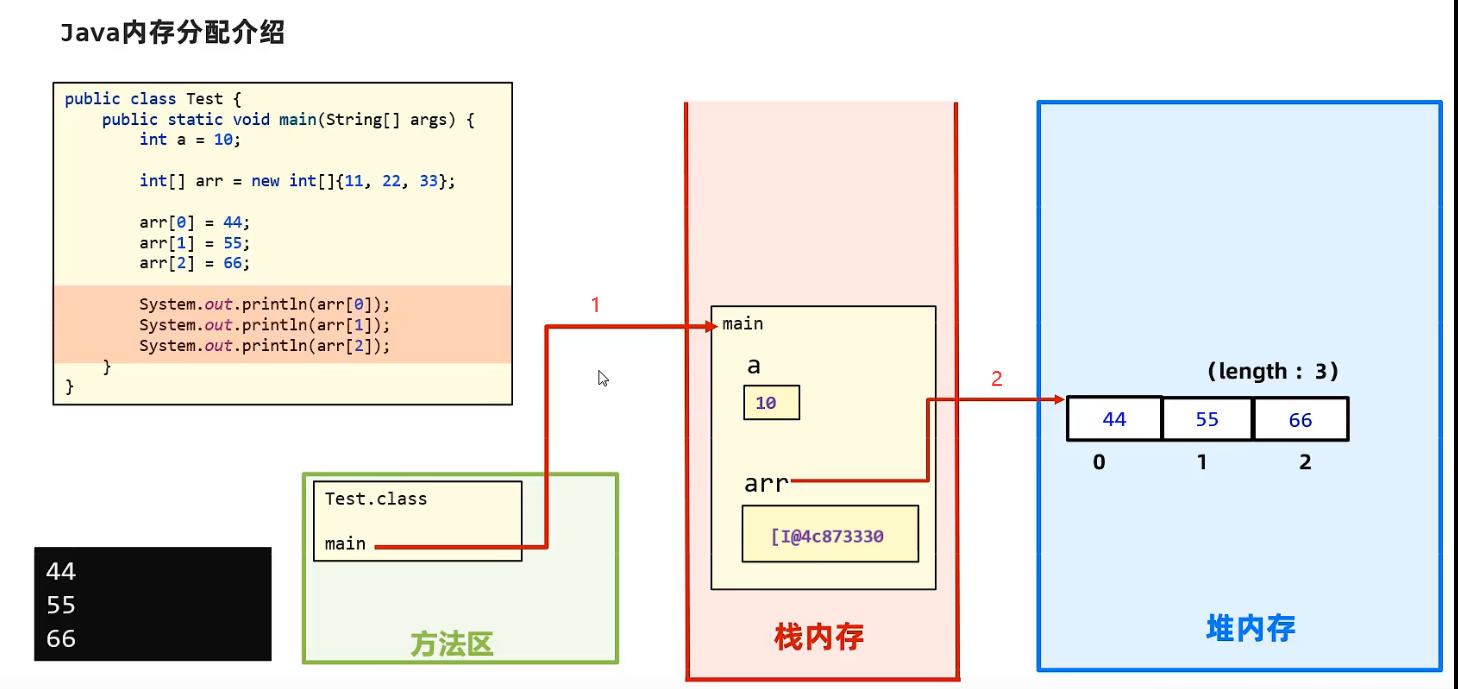 Java内存分配介绍
public class Test {
    public static void main(String[] args) {
        int a = 10;
        int[] arr = new int[]{11, 22, 33};
        arr[0] = 44;
        arr[1] = 55;
        arr[2] = 66;
        System.out.println(arr[0]);
        System.out.println(arr[1]);
        System.out.println(arr[2]);
    }
}
44
55
66
Test.class
main
方法区
1
main
a
10
arr
[I@4c873330
栈内存
2
(length : 3)
44 55 66
0 1 2
堆内存